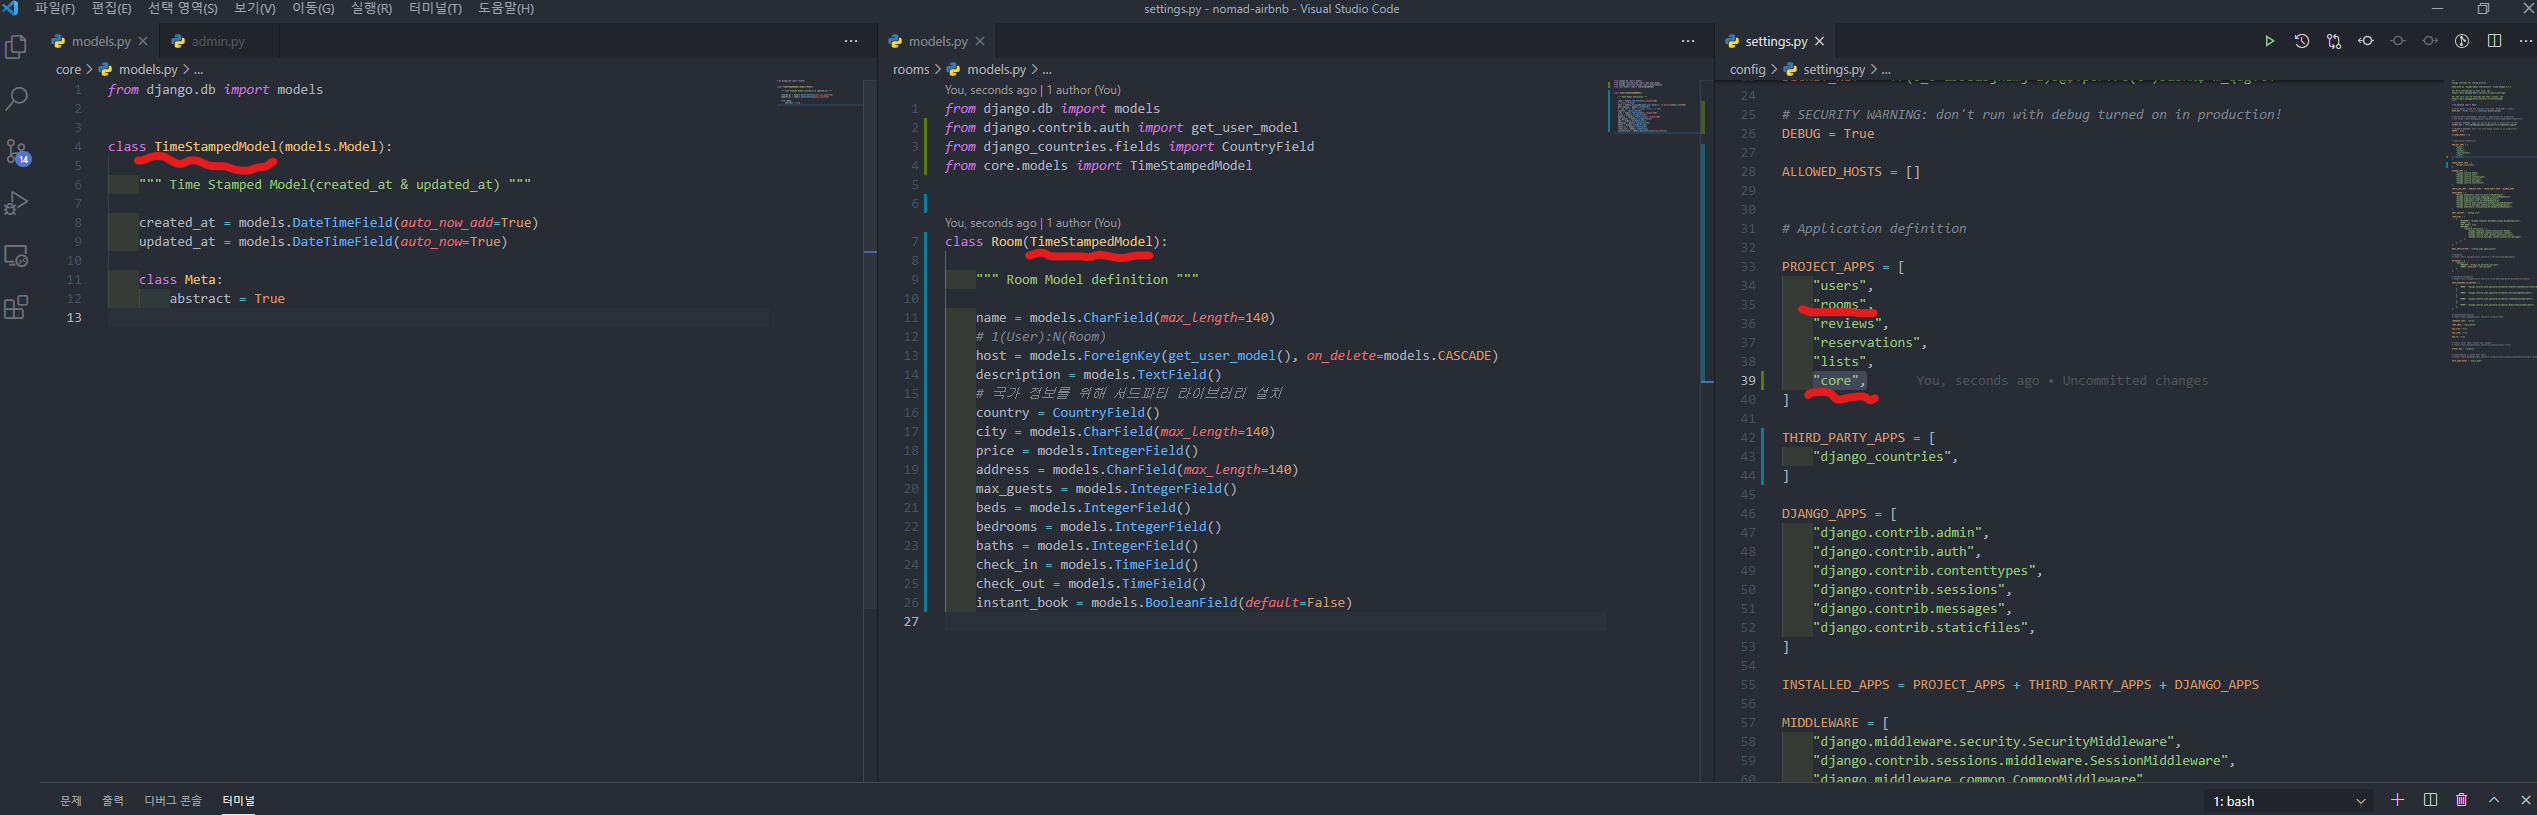 파일(F) 편집(E) 선택 영역(S) 보기(V) 이동(G) 실행(R) 터미널(T) 도움말(H)
settings.py - nomad-airbnb - Visual Studio Code
models.py
admin.py
core > models.py > ...
1 from django.db import models
2
3
4 class TimeStampedModel(models.Model):
5
6 """ Time Stamped Model(created_at & updated_at) """
7
8 created_at = models.DateTimeField(auto_now_add=True)
9 updated_at = models.DateTimeField(auto_now=True)
10
11 class Meta:
12 abstract = True
13
14
models.py
rooms > models.py > ...
You, seconds ago | 1 author (You)
1 from django.db import models
2 from django.contrib.auth import get_user_model
3 from django_countries.fields import CountryField
4 from core.models import TimeStampedModel
5
6
You, seconds ago | 1 author (You)
7 class Room(TimeStampedModel):
8
9 """ Room Model definition """
10
11 name = models.CharField(max_length=140)
12 # 1(User):N(Room)
13 host = models.ForeignKey(get_user_model(), on_delete=models.CASCADE)
14 description = models.TextField()
15 # 국가 정보를 위해 서드파티 라이브러리 설치
16 country = CountryField()
17 city = models.CharField(max_length=140)
18 price = models.IntegerField()
19 address = models.CharField(max_length=140)
20 max_guests = models.IntegerField()
21 beds = models.IntegerField()
22 bedrooms = models.IntegerField()
23 baths = models.IntegerField()
24 check_in = models.TimeField()
25 check_out = models.TimeField()
26 instant_book = models.BooleanField(default=False)
27
settings.py
config > settings.py > ...
24
25 # SECURITY WARNING: don't run with debug turned on in production!
26 DEBUG = True
27
28 ALLOWED_HOSTS = []
29
30
31 # Application definition
32
33 PROJECT_APPS = [
34 "users",
35 "rooms",
36 "reviews",
37 "reservations",
38 "lists",
39 "core", You, seconds ago • Uncommitted changes
40 ]
41
42 THIRD_PARTY_APPS = [
43 "django_countries",
44 ]
45
46 DJANGO_APPS = [
47 "django.contrib.admin",
48 "django.contrib.auth",
49 "django.contrib.contenttypes",
50 "django.contrib.sessions",
51 "django.contrib.messages",
52 "django.contrib.staticfiles",
53 ]
54
55 INSTALLED_APPS = PROJECT_APPS + THIRD_PARTY_APPS + DJANGO_APPS
56
57 MIDDLEWARE = [
58 "django.middleware.security.SecurityMiddleware",
59 "django.contrib.sessions.middleware.SessionMiddleware",
60 "django.middleware.common.CommonMiddleware"
문제 출력 디버그 콘솔 터미널
1: bash